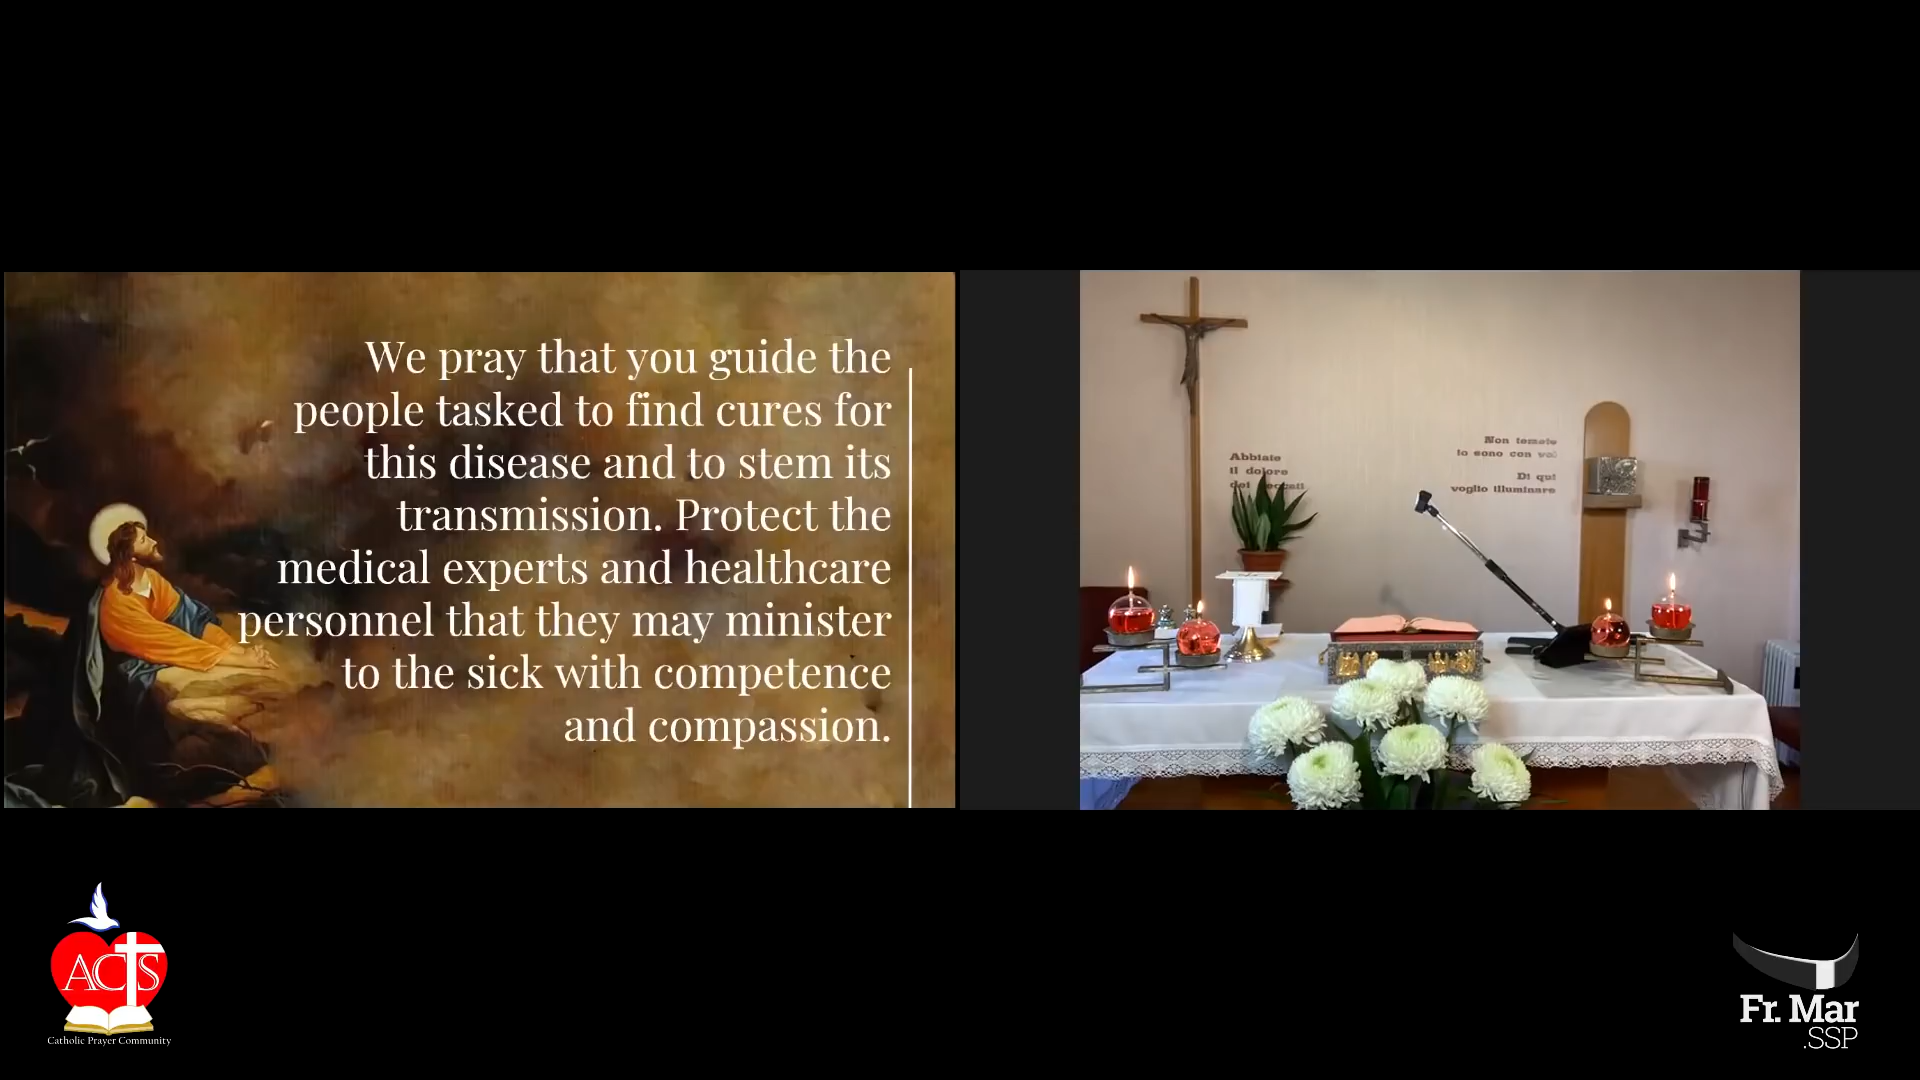 We pray that you guide the
people tasked to find cures for
this disease and to stem its
transmission. Protect the
medical experts and healthcare
personnel that they may minister
to the sick with competence
and compassion.
Abbiate
il dolore
dei peccati
Non temete
Io sono con voi
Di qui
voglio illuminare
ACTS
Catholic Prayer Community
Fr. Mar
.SSP